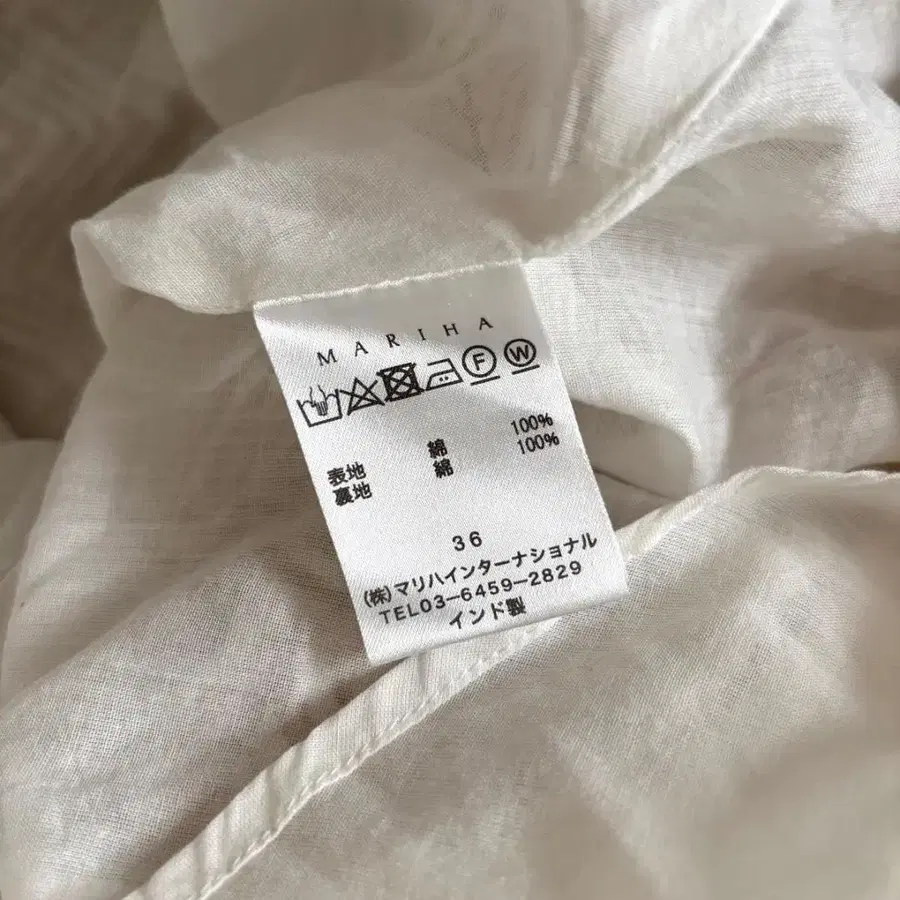 MARIHA
F W
表地 綿 100%
裏地 綿 100%
36
(株)マリハインターナショナル
TEL03-6459-2829
インド製